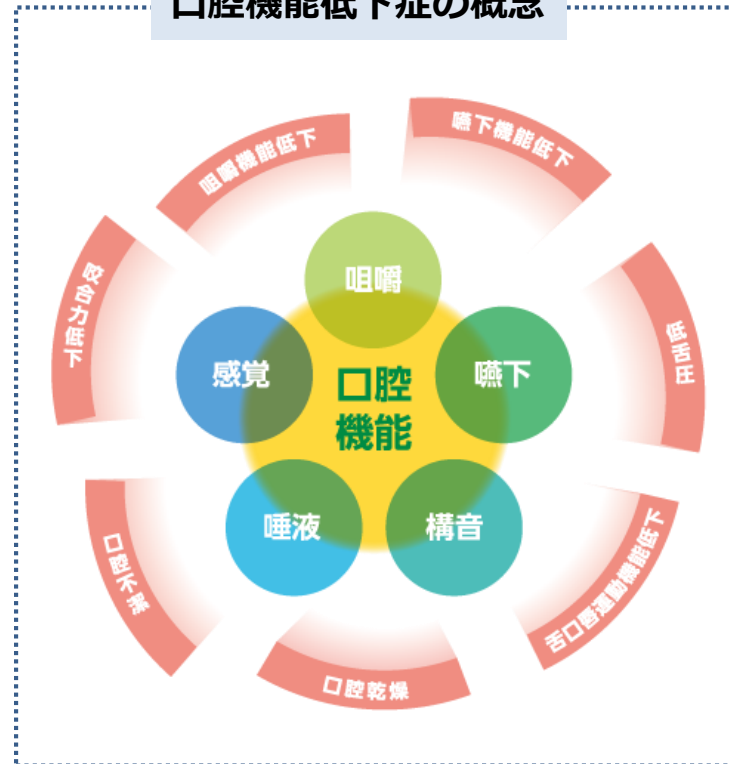 口腔機能低下症の概念
咀嚼機能低下
嚥下機能低下
咬合力低下
低舌圧
口腔不潔
舌口唇運動機能低下
口腔乾燥
咀嚼
感覚
嚥下
口腔
機能
唾液
構音